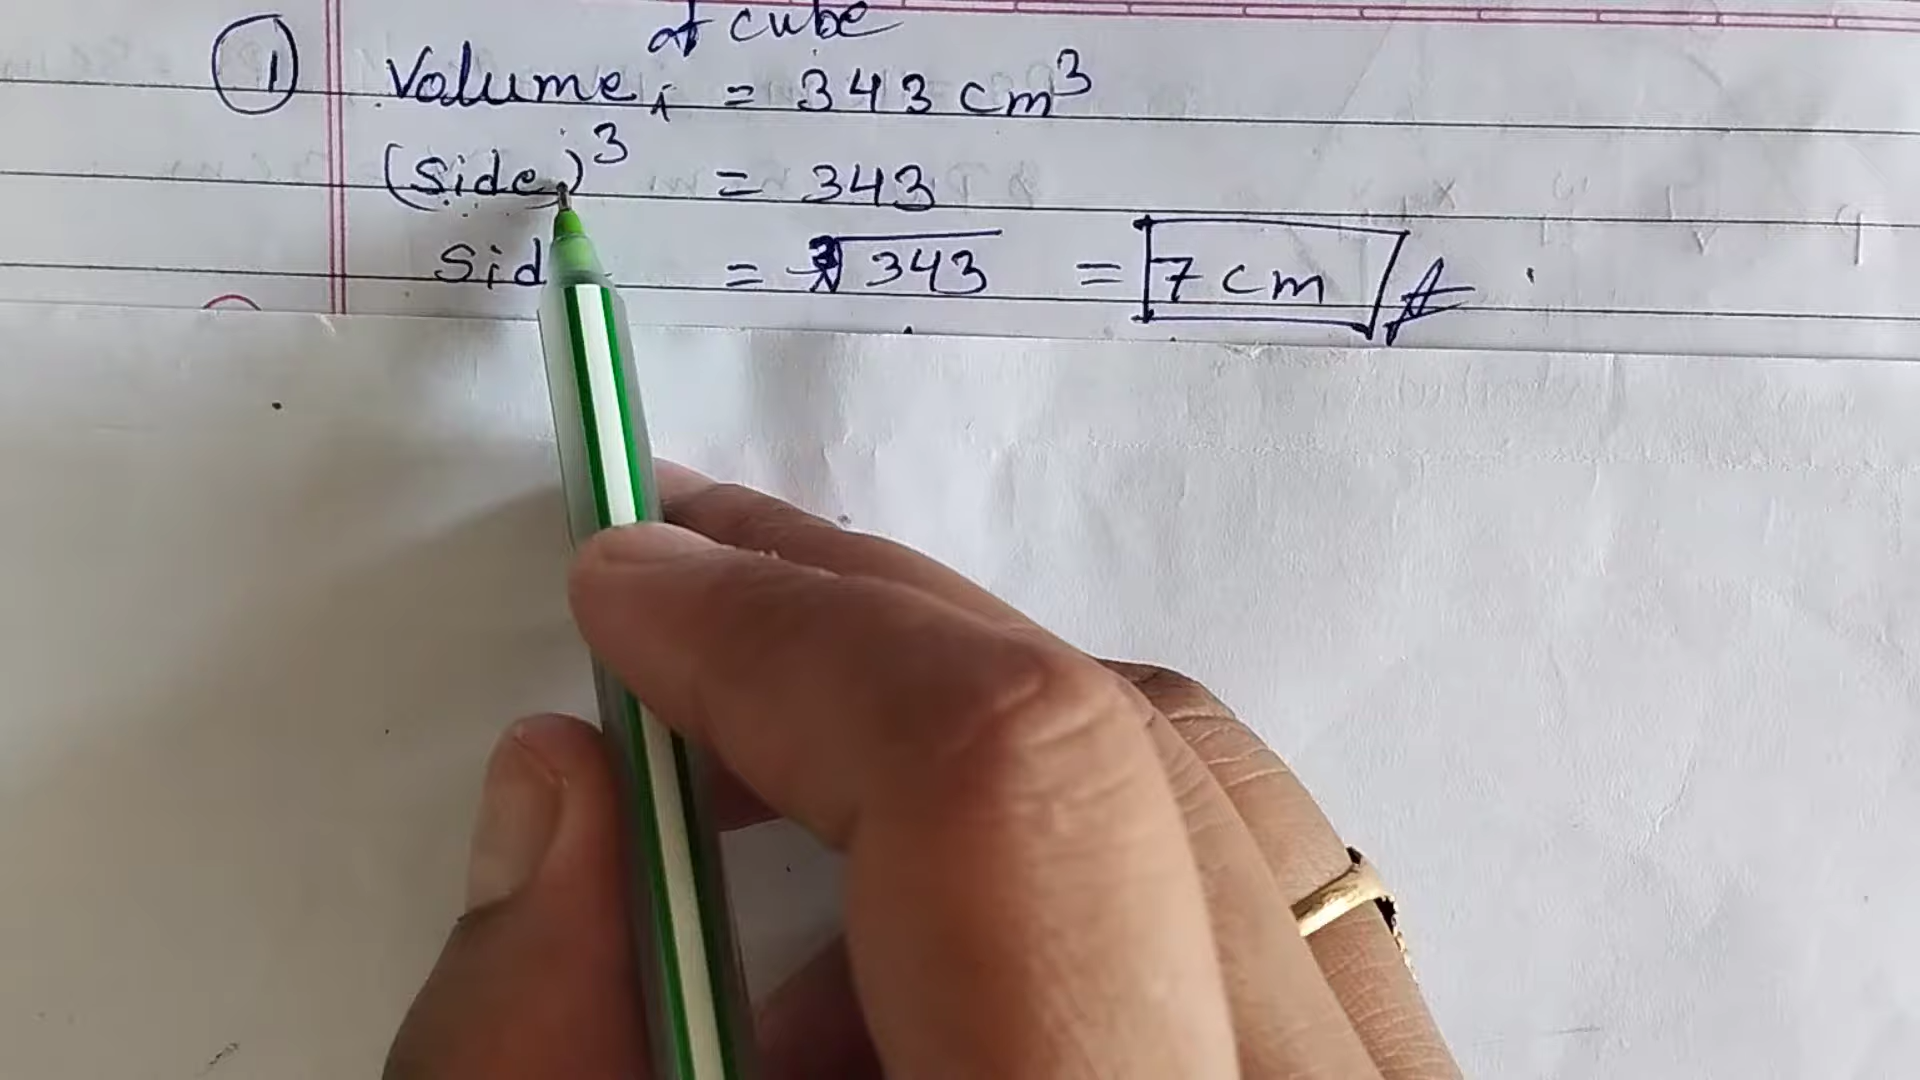 of cube
① Volume = 343 cm³
(Side)³ = 343
Sid = ∛343 = 7 cm